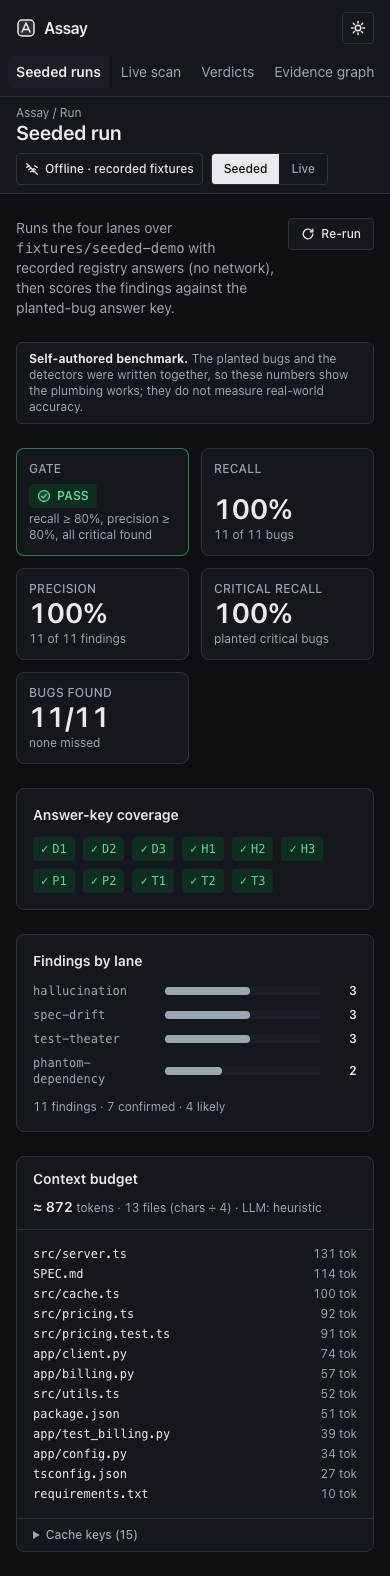 Assay
Seeded runs Live scan Verdicts Evidence graph
Assay / Run
Seeded run
Offline · recorded fixtures Seeded Live
Runs the four lanes over
fixtures/seeded-demo with
recorded registry answers (no network),
then scores the findings against the
planted-bug answer key.
Re-run
Self-authored benchmark. The planted bugs and the
detectors were written together, so these numbers show
the plumbing works; they do not measure real-world
accuracy.
GATE
PASS
recall ≥ 80%, precision ≥
80%, all critical found
RECALL
100%
11 of 11 bugs
PRECISION
100%
11 of 11 findings
CRITICAL RECALL
100%
planted critical bugs
BUGS FOUND
11/11
none missed
Answer-key coverage
✓ D1 ✓ D2 ✓ D3 ✓ H1 ✓ H2 ✓ H3
✓ P1 ✓ P2 ✓ T1 ✓ T2 ✓ T3
Findings by lane
hallucination 3
spec-drift 3
test-theater 3
phantom-
dependency 2
11 findings · 7 confirmed · 4 likely
Context budget
≈ 872 tokens · 13 files (chars ÷ 4) · LLM: heuristic
src/server.ts 131 tok
SPEC.md 114 tok
src/cache.ts 100 tok
src/pricing.ts 92 tok
src/pricing.test.ts 91 tok
app/client.py 74 tok
app/billing.py 57 tok
src/utils.ts 52 tok
package.json 51 tok
app/test_billing.py 39 tok
app/config.py 34 tok
tsconfig.json 27 tok
requirements.txt 10 tok
▶ Cache keys (15)